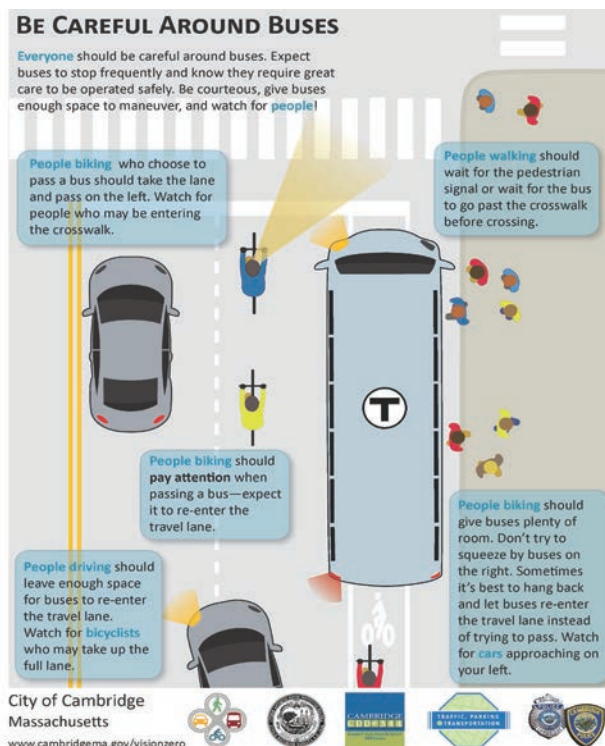 BE CAREFUL AROUND BUSES
Everyone should be careful around buses. Expect
buses to stop frequently and know they require great
care to be operated safely. Be courteous, give buses
enough space to maneuver, and watch for people!
People biking who choose to
pass a bus should take the lane
and pass on the left. Watch for
people who may be entering
the crosswalk.
People walking should
wait for the pedestrian
signal or wait for the bus
to go past the crosswalk
before crossing.
T
People biking should
pay attention when
passing a bus—expect
it to re-enter the
travel lane.
People driving should
leave enough space
for buses to re-enter
the travel lane.
Watch for bicyclists
who may take up the
full lane.
People biking should
give buses plenty of
room. Don't try to
squeeze by buses on
the right. Sometimes
it's best to hang back
and let buses re-enter
the travel lane instead
of trying to pass. Watch
for cars approaching on
your left.
City of Cambridge
Massachusetts
www.cambridgema.gov/visionzero
CAMBRIDGE
TRAFFIC, PARKING
TRANSPORTATION